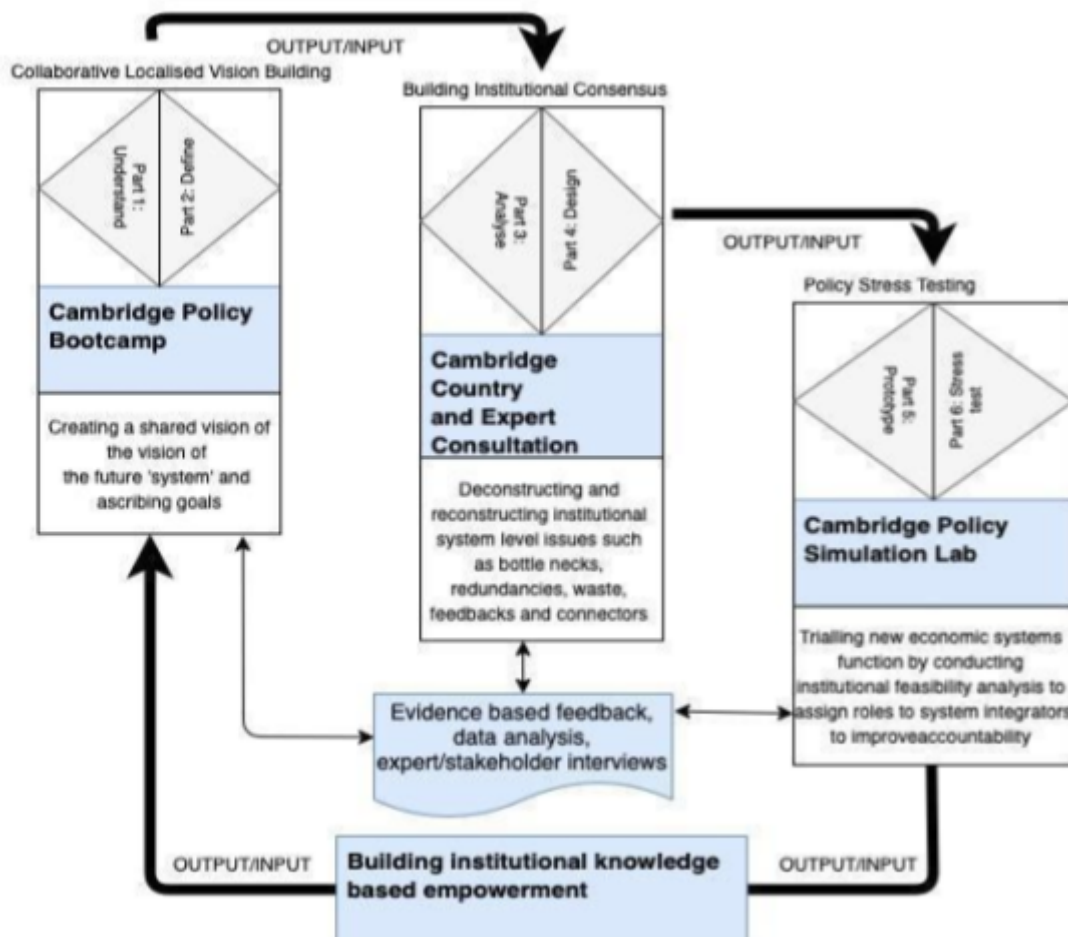 OUTPUT/INPUT
Collaborative Localised Vision Building
Part 1:
Understand
Part 2: Define
Cambridge Policy
Bootcamp
Creating a shared vision of
the vision of
the future 'system' and
ascribing goals
Building Institutional Consensus
Part 3:
Analyse
Part 4: Design
Cambridge
Country
and Expert
Consultation
Deconstructing and
reconstructing institutional
system level issues such
as bottle necks,
redundancies, waste,
feedbacks and connectors
OUTPUT/INPUT
Policy Stress Testing
Part 5:
Prototype
Part 6: Stress
test
Cambridge Policy
Simulation Lab
Trialling new economic systems
function by conducting
institutional feasibility analysis to
assign roles to system integrators
to improveaccountability
Evidence based feedback,
data analysis,
expert/stakeholder interviews
OUTPUT/INPUT
Building institutional knowledge
based empowerment
OUTPUT/INPUT